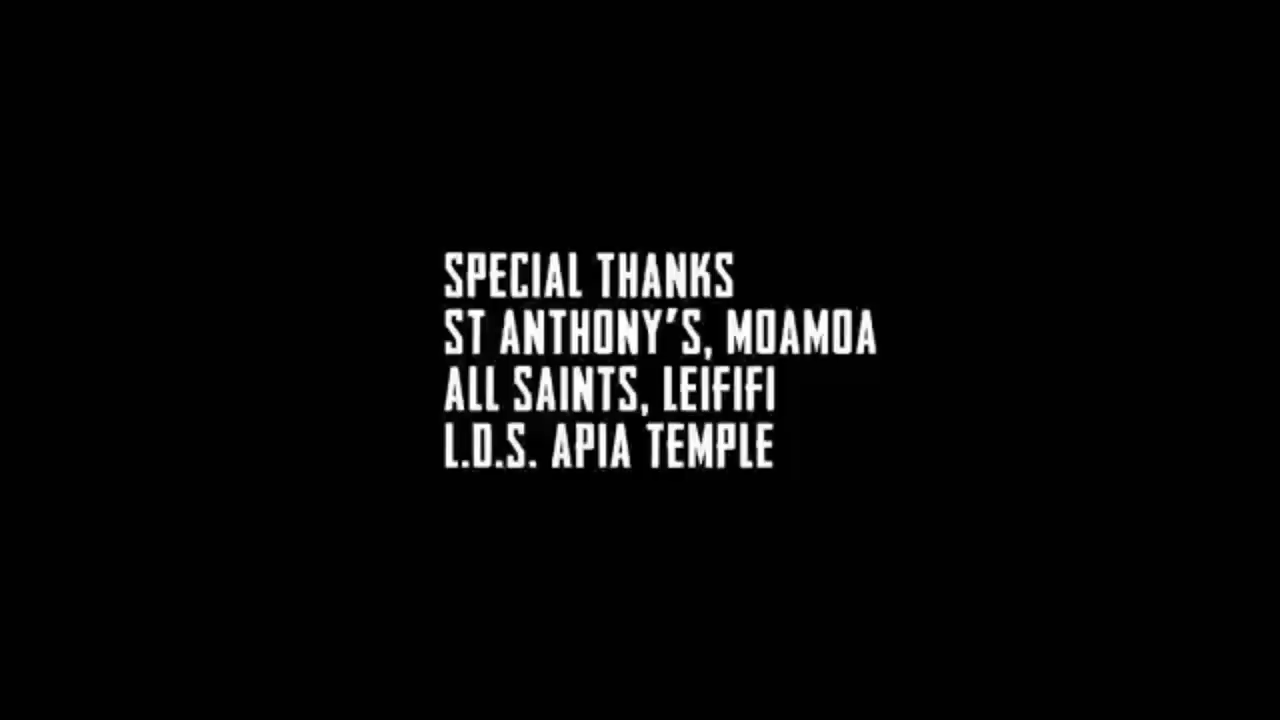 SPECIAL THANKS
ST ANTHONY'S, MOAMOA
ALL SAINTS, LEIFIFI
L.D.S. APIA TEMPLE